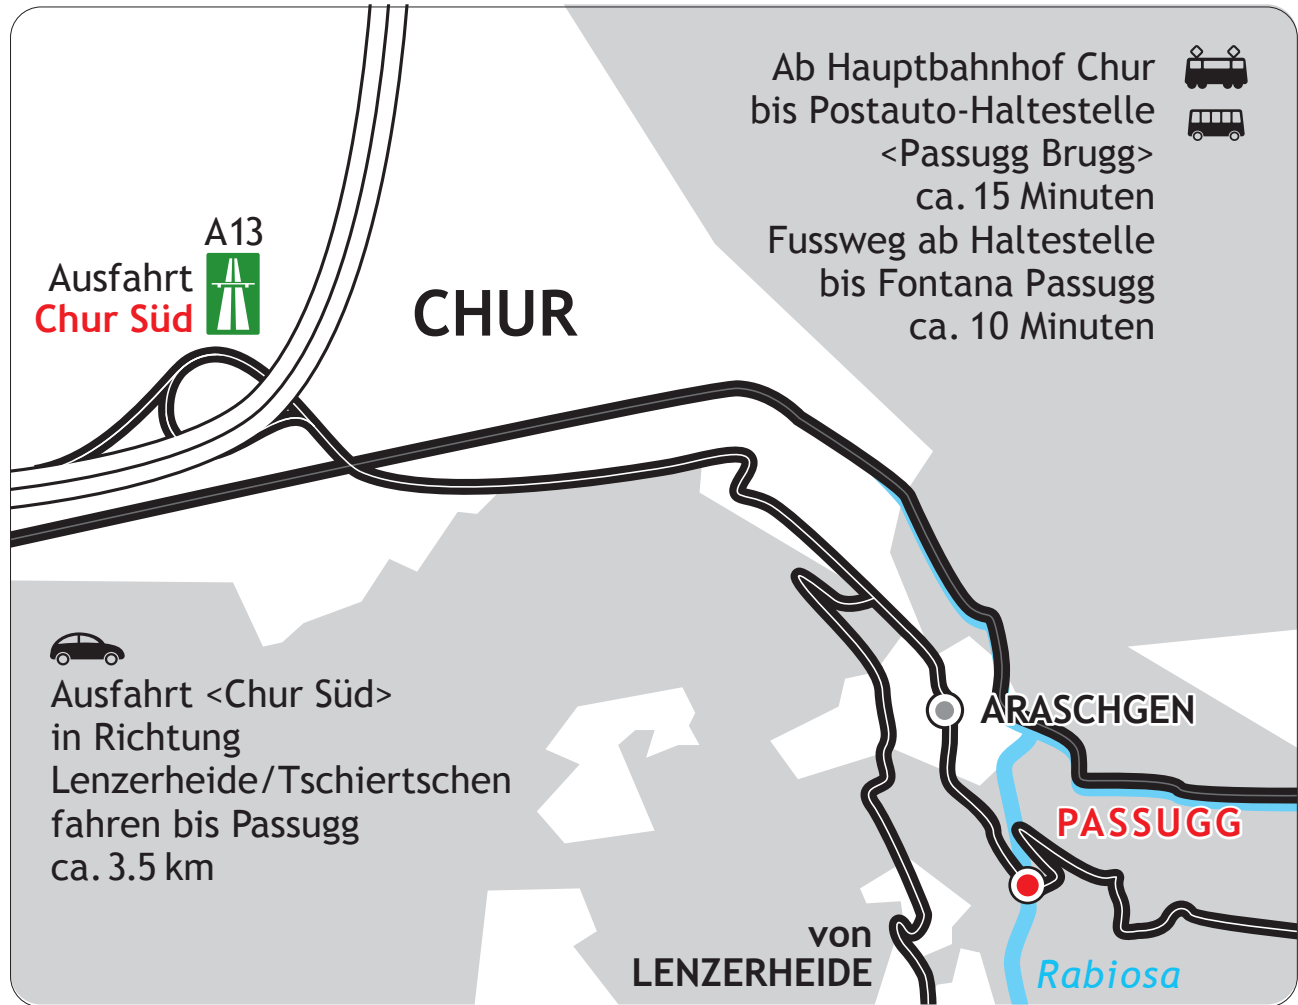 Ab Hauptbahnhof Chur
bis Postauto-Haltestelle
<Passugg Brugg>
ca. 15 Minuten
Fussweg ab Haltestelle
bis Fontana Passugg
ca. 10 Minuten
A13
Ausfahrt
Chur Süd
CHUR
Ausfahrt <Chur Süd>
in Richtung
Lenzerheide/Tschiertschen
fahren bis Passugg
ca. 3.5 km
ARASCHGEN
PASSUGG
von
LENZERHEIDE
Rabiosa